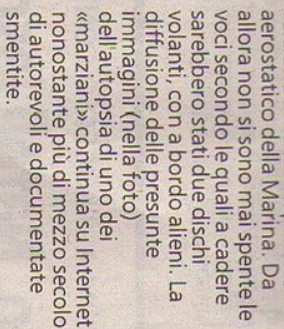 aerostatico della Marina. Da
allora non si sono mai spente le
voci secondo le quali a cadere
sarebbero stati due dischi
volanti, con a bordo alieni. La
diffusione delle presunte
immagini (nella foto)
dell'autopsia di uno dei
«marziani» continua su Internet
nonostante più di mezzo secolo
di autorevoli e documentate
smentite.